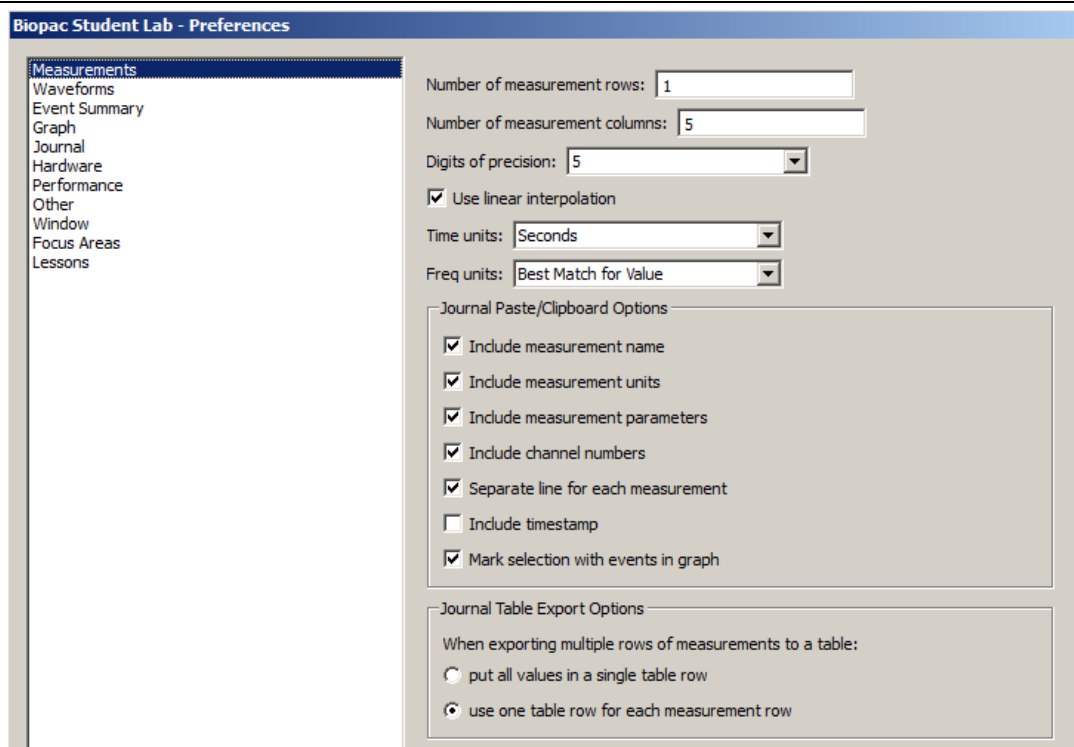 Biopac Student Lab - Preferences
Measurements
Waveforms
Event Summary
Graph
Journal
Hardware
Performance
Other
Window
Focus Areas
Lessons
Number of measurement rows: 1
Number of measurement columns: 5
Digits of precision: 5
Use linear interpolation
Time units: Seconds
Freq units: Best Match for Value
Journal Paste/Clipboard Options
Include measurement name
Include measurement units
Include measurement parameters
Include channel numbers
Separate line for each measurement
Include timestamp
Mark selection with events in graph
Journal Table Export Options
When exporting multiple rows of measurements to a table:
put all values in a single table row
use one table row for each measurement row